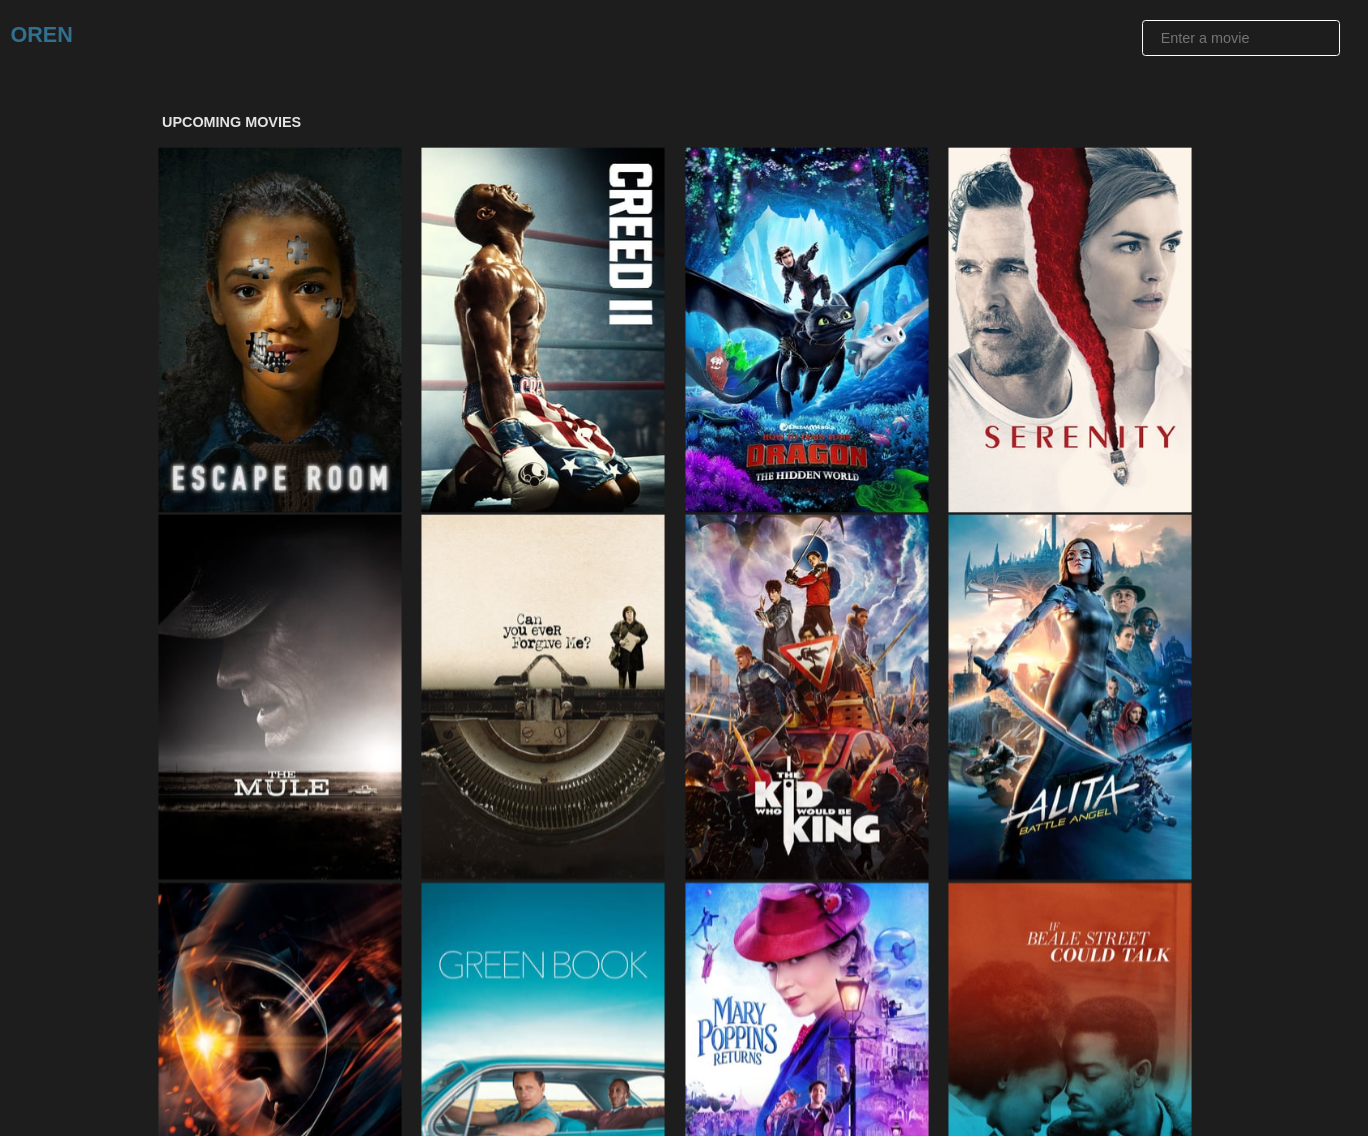 OREN
Enter a movie
UPCOMING MOVIES
ESCAPE ROOM
CREED II
CRE
DREAMWORKS
HOW TO TRAIN YOUR
DRAGON
THE HIDDEN WORLD
SERENITY
THE
MULE
Can
you ever
Forgive Me?
THE
KID
WHO WOULD BE
KING
ALITA
BATTLE ANGEL
GREEN BOOK
MARY
POPPINS
RETURNS
IF
BEALE STREET
COULD TALK